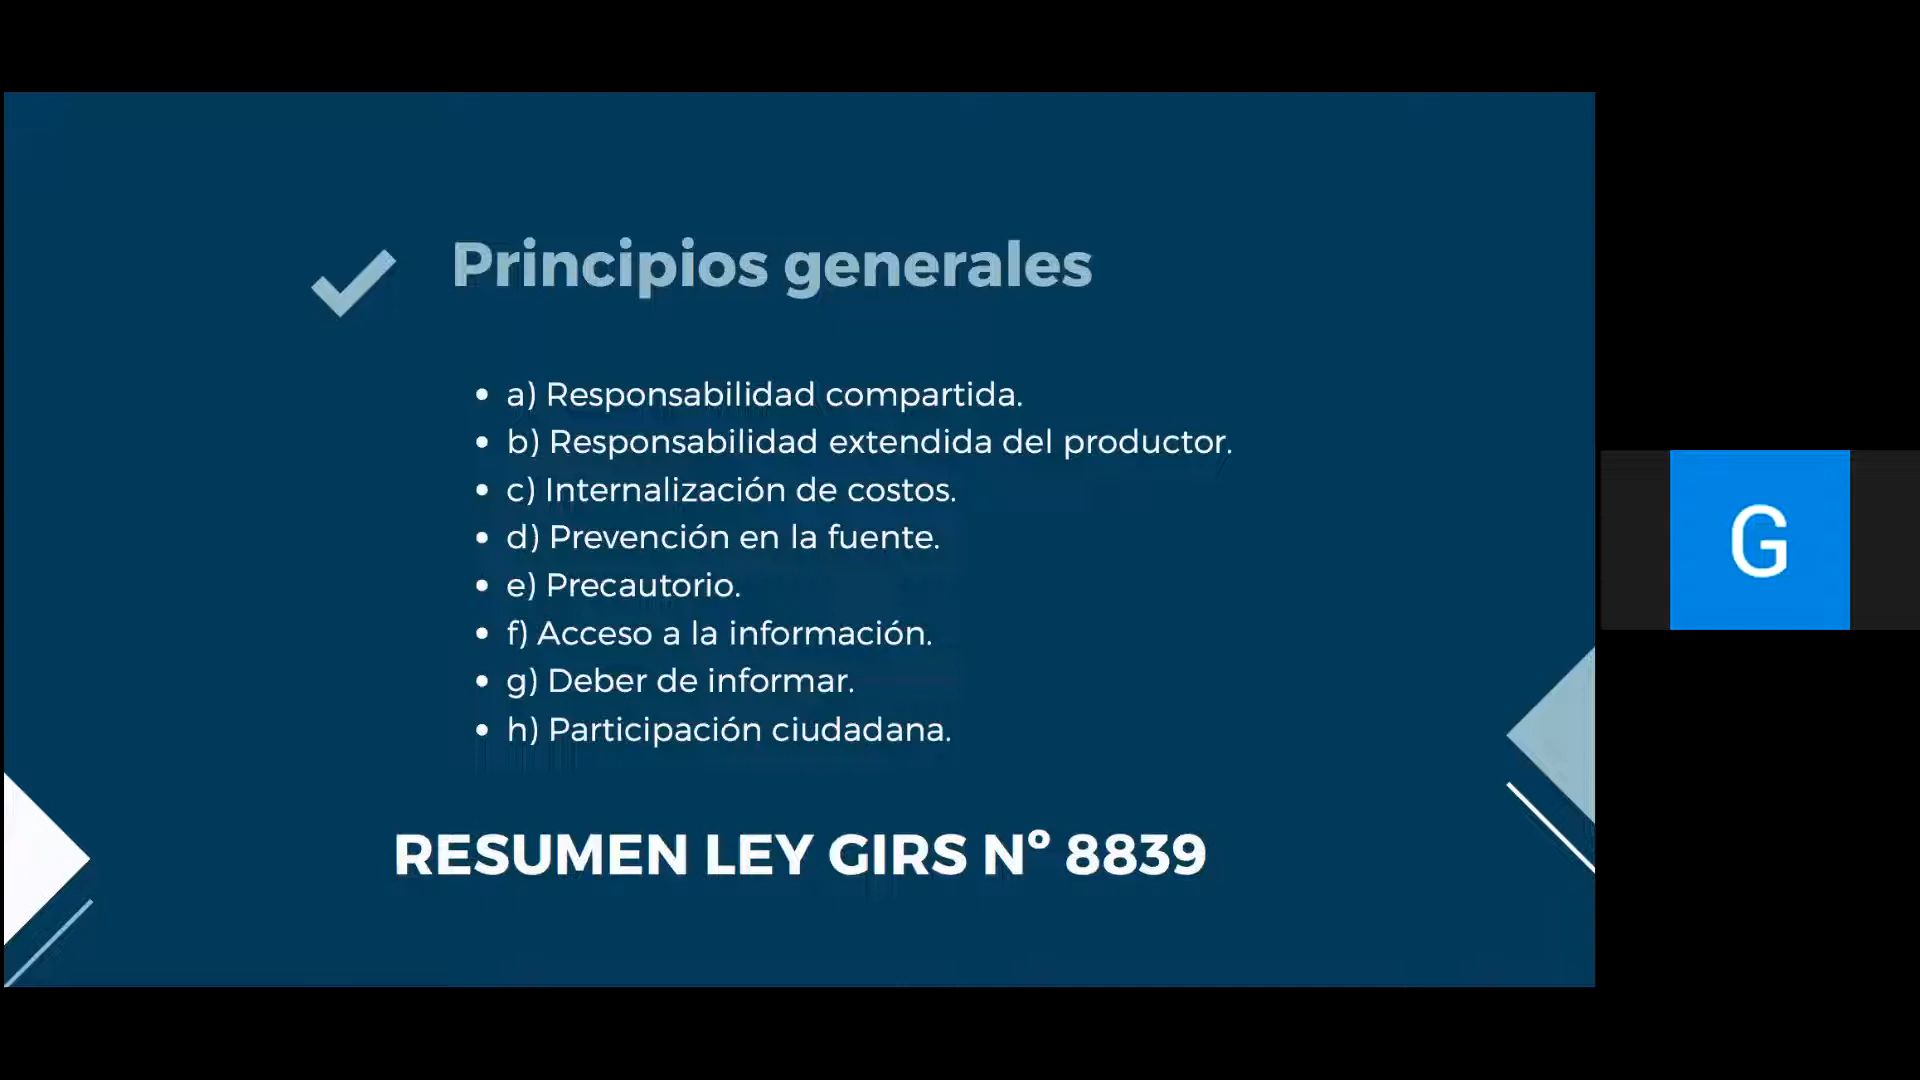 Principios generales
• a) Responsabilidad compartida.
• b) Responsabilidad extendida del productor.
• c) Internalización de costos.
• d) Prevención en la fuente.
• e) Precautorio.
• f) Acceso a la información.
• g) Deber de informar.
• h) Participación ciudadana.
RESUMEN LEY GIRS Nº 8839
G